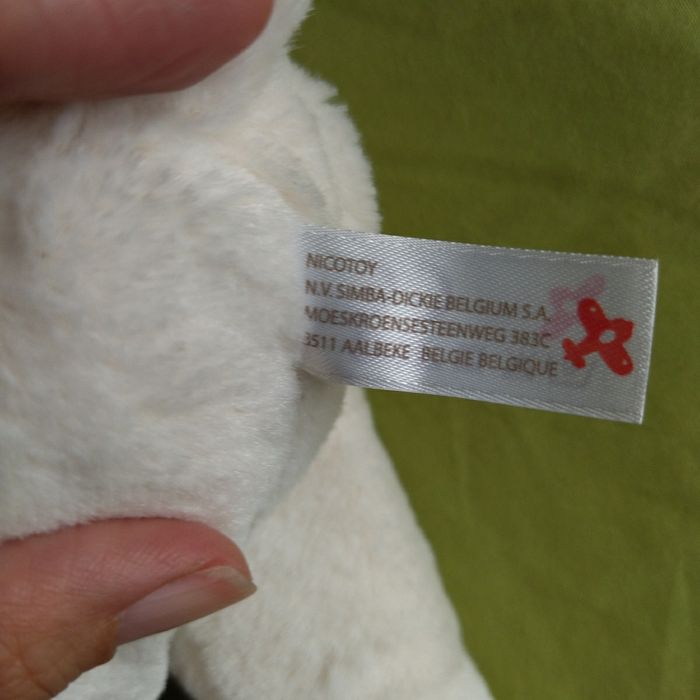 NICOTOY
N.V. SIMBA-DICKIE BELGIUM S.A.
MOESKROENSESTEENWEG 383C
8511 AALBEKE BELGIE BELGIQUE